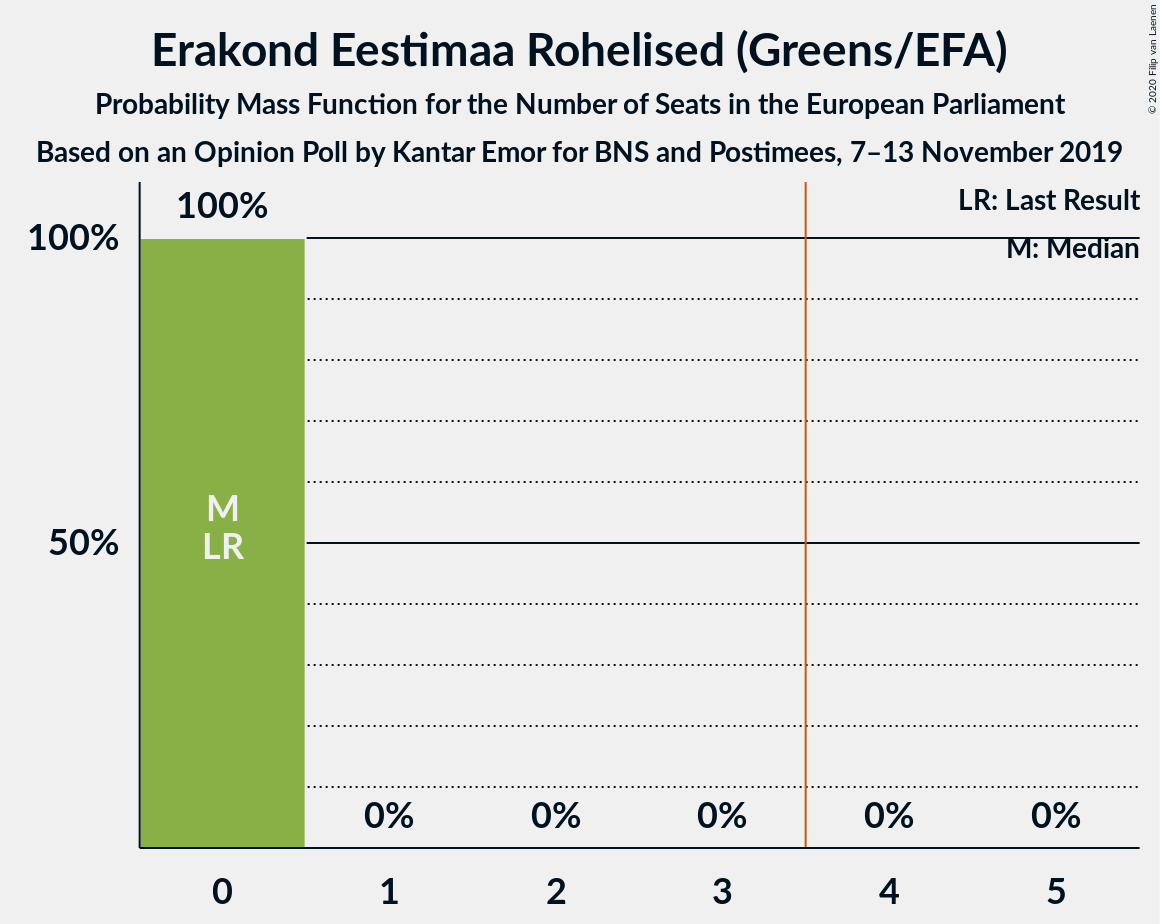 Erakond Eestimaa Rohelised (Greens/EFA)
Probability Mass Function for the Number of Seats in the European Parliament
Based on an Opinion Poll by Kantar Emor for BNS and Postimees, 7–13 November 2019
© 2020 Filip van Laenen
LR: Last Result
M: Median
100%
100%
50%
M
LR
0% 0% 0% 0% 0%
0 1 2 3 4 5